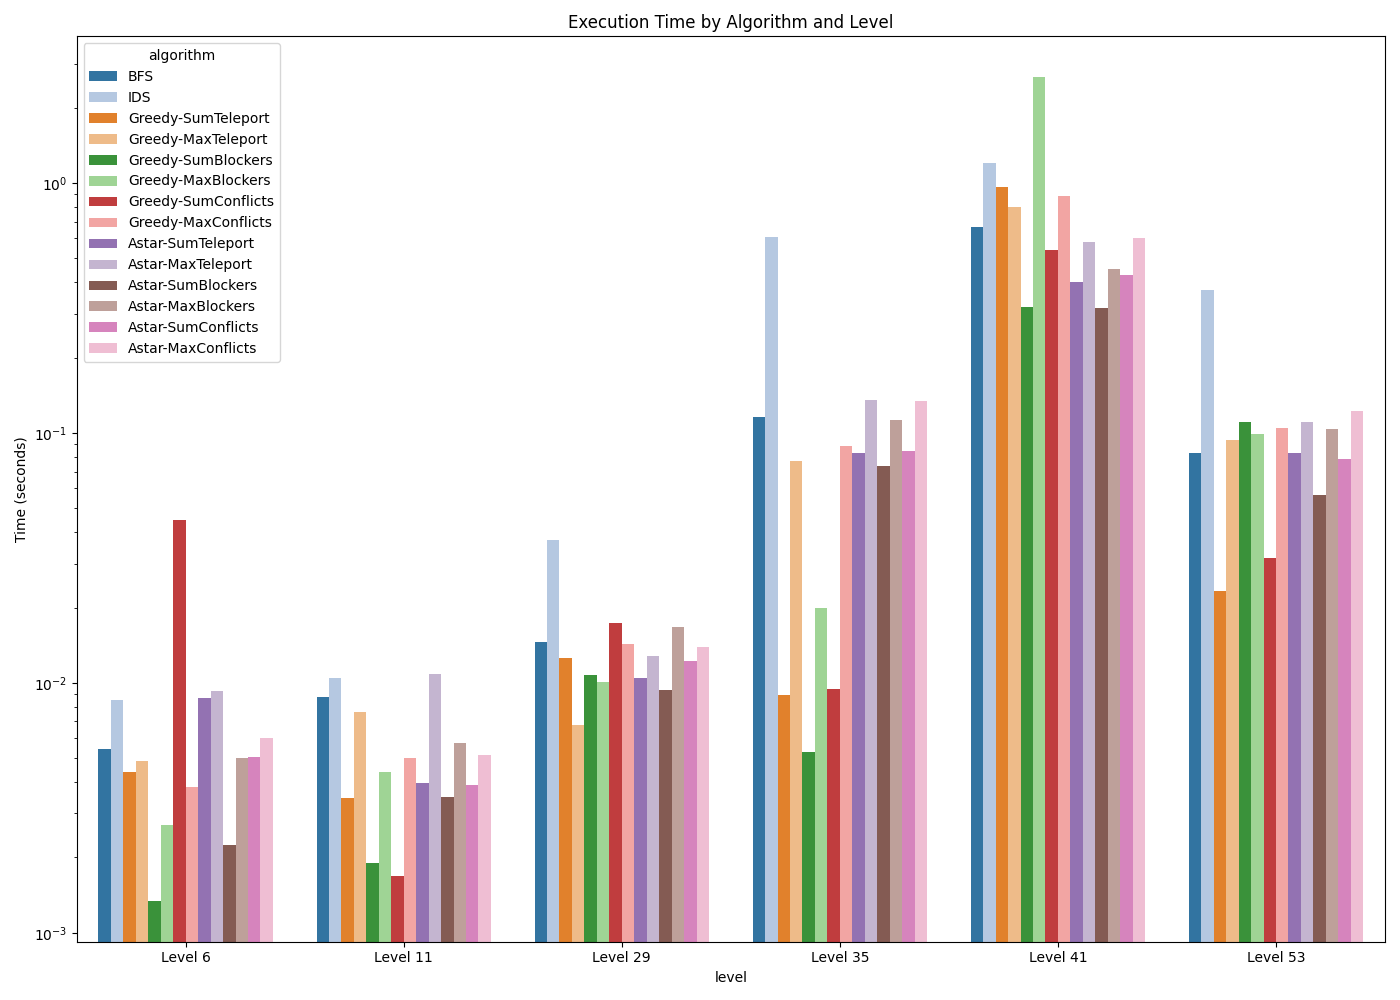 Execution Time by Algorithm and Level
algorithm
BFS
IDS
Greedy-SumTeleport
Greedy-MaxTeleport
Greedy-SumBlockers
Greedy-MaxBlockers
Greedy-SumConflicts
Greedy-MaxConflicts
Astar-SumTeleport
Astar-MaxTeleport
Astar-SumBlockers
Astar-MaxBlockers
Astar-SumConflicts
Astar-MaxConflicts
Time (seconds)
10⁰
10⁻¹
10⁻²
10⁻³
Level 6
Level 11
Level 29
Level 35
Level 41
Level 53
level